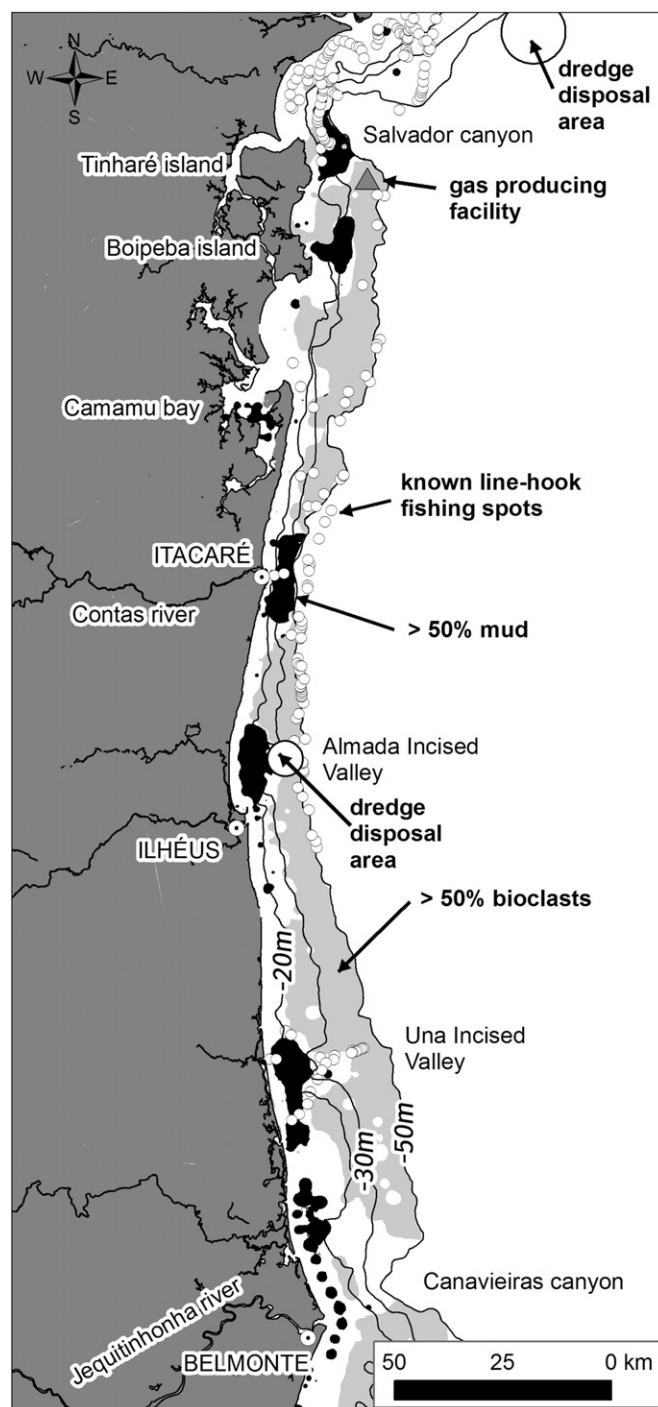 N
W E
S
dredge
disposal
area
Salvador canyon
Tinharé island
gas producing
facility
Boipeba island
Camamu bay
known line-hook
fishing spots
ITACARÉ
Contas river
> 50% mud
Almada Incised
Valley
dredge
disposal
area
ILHÉUS
> 50% bioclasts
-20m
Una Incised
Valley
-50m
-30m
Canavieiras canyon
Jequitinhonha river
BELMONTE
50 25 0 km